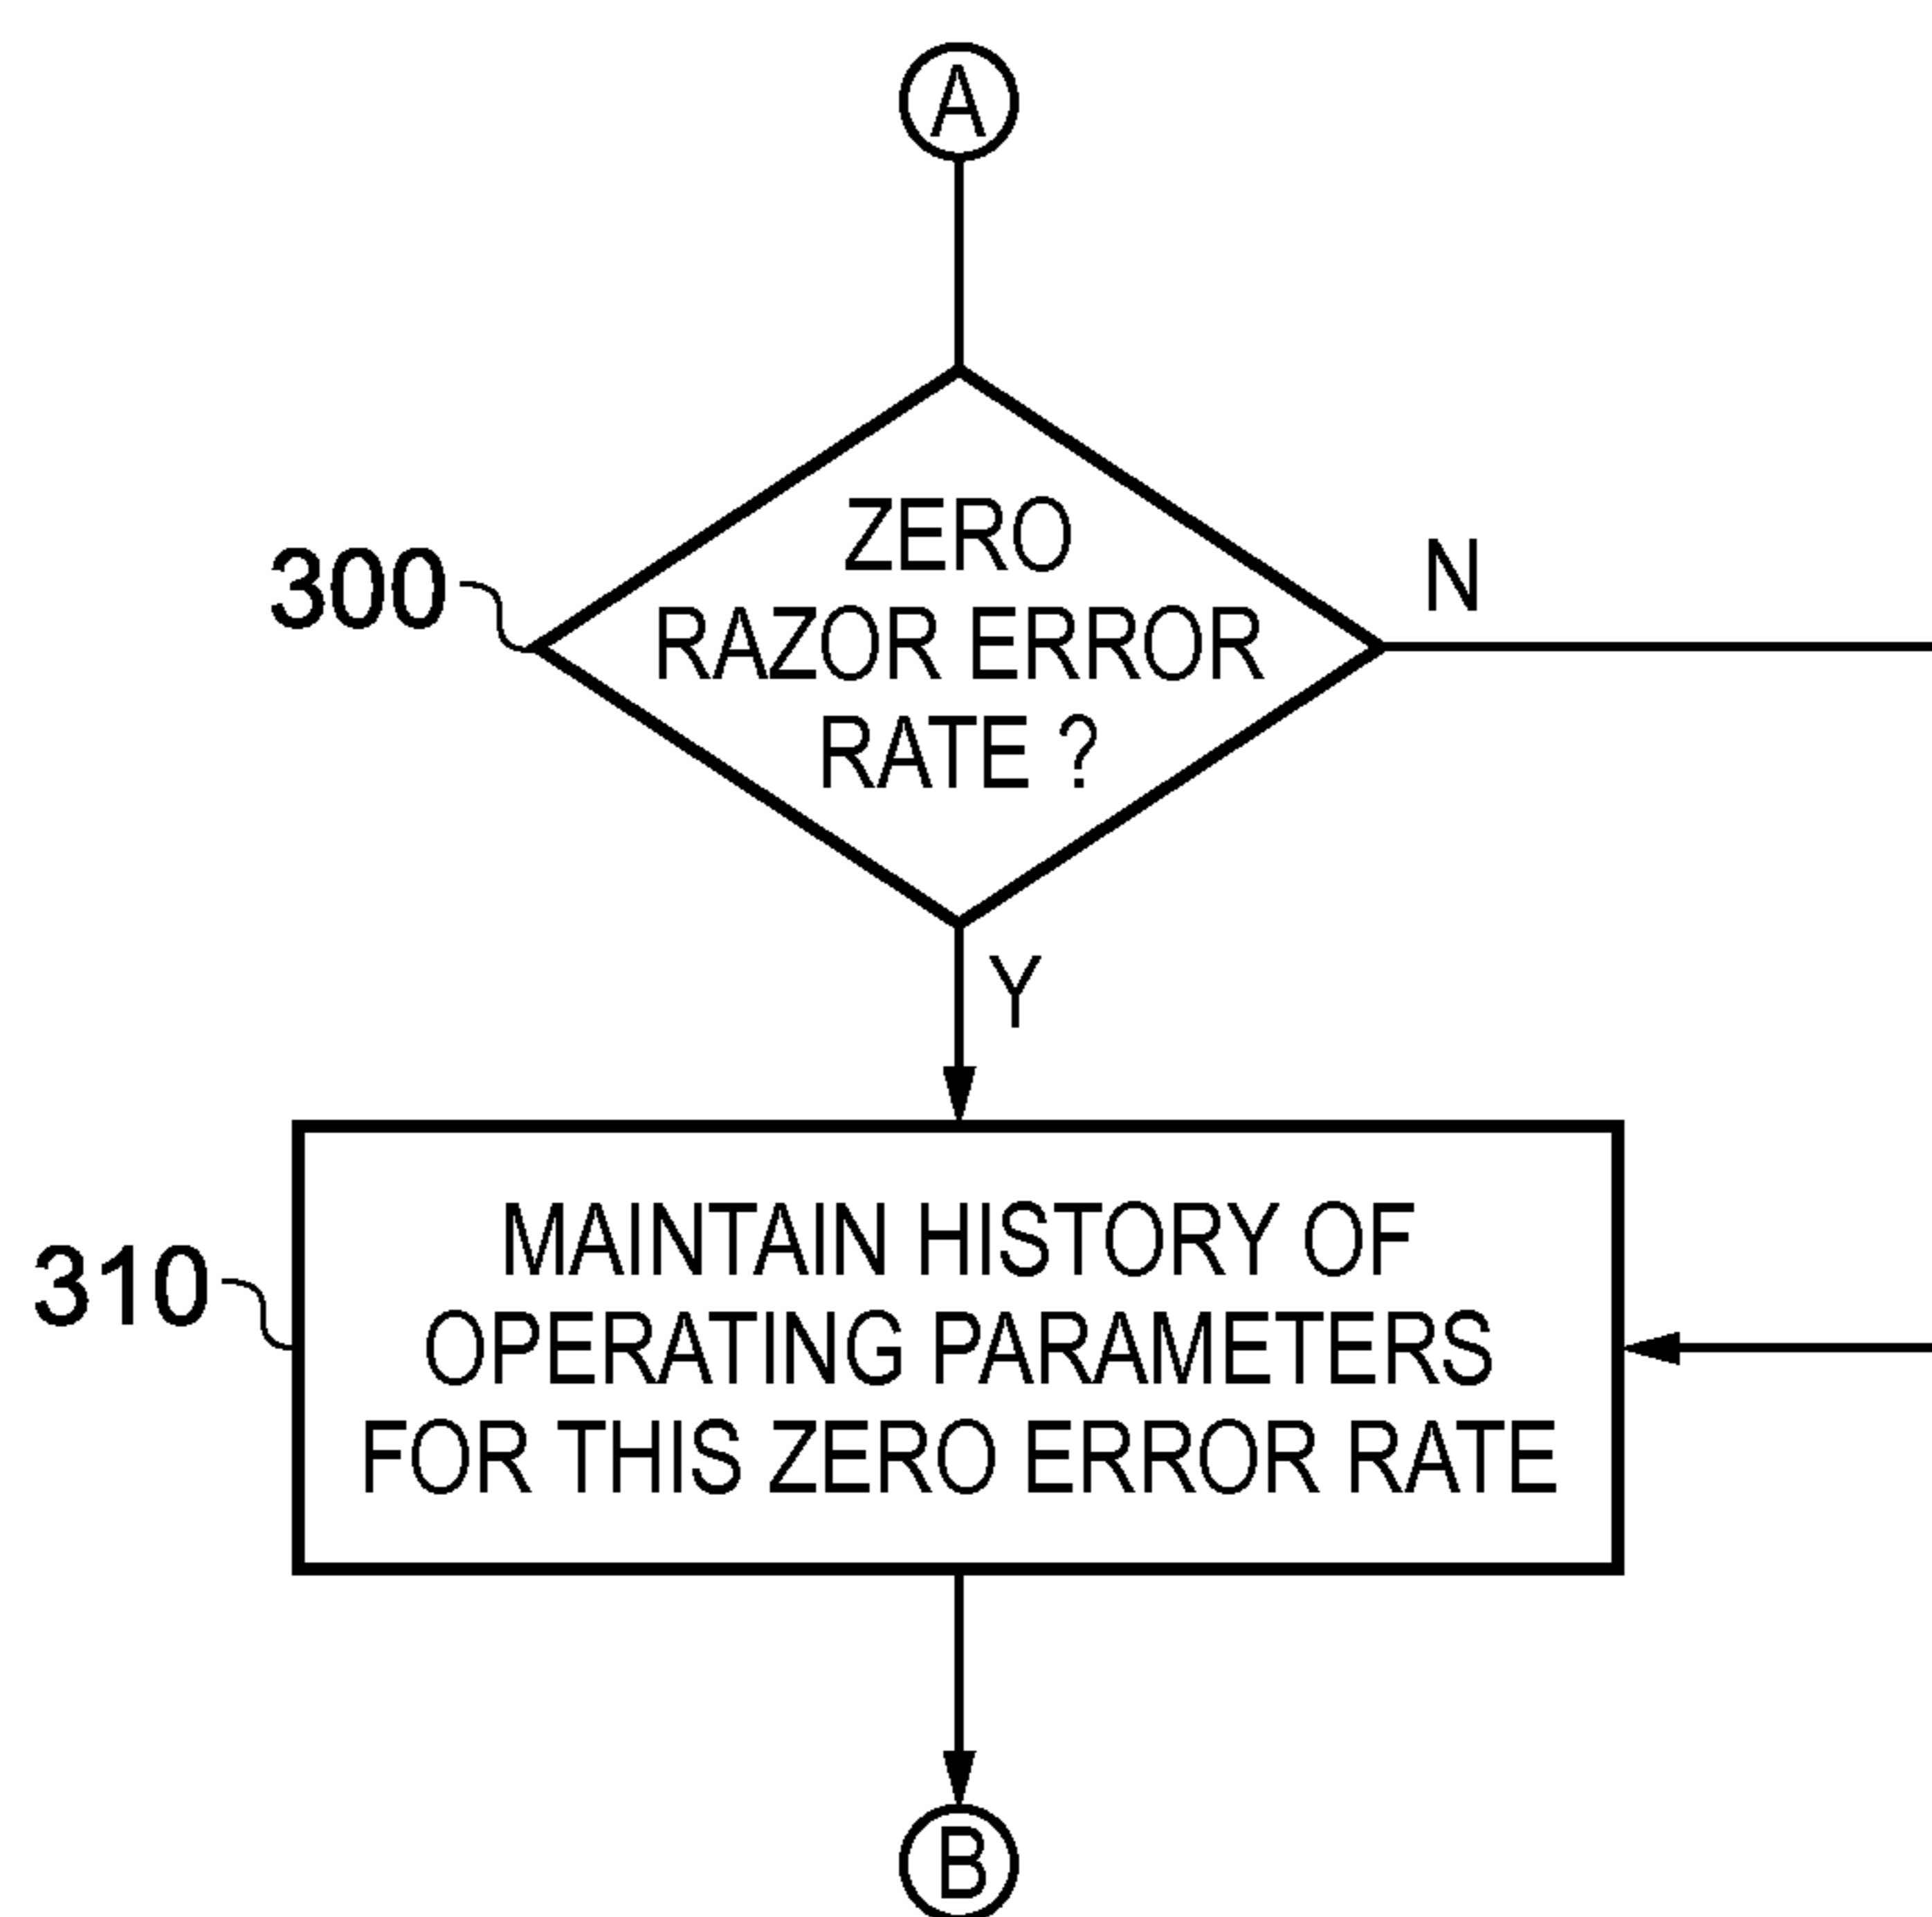 A
ZERO
RAZOR ERROR
RATE ?
300
N
Y
MAINTAIN HISTORY OF
OPERATING PARAMETERS
FOR THIS ZERO ERROR RATE
310
B